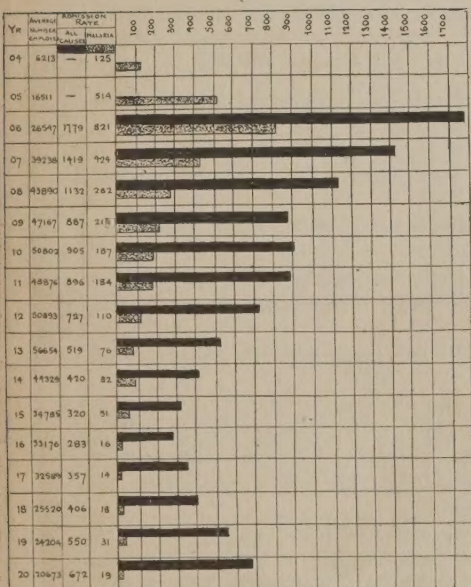 ADMISSION
RATE
YR AVERAGE NUMBER EMPLOYED ALL CAUSES MALARIA 100 200 300 400 500 600 700 800 900 1000 1100 1200 1300 1400 1500 1600 1700
04 6213 — 125
05 16511 — 514
06 26547 1779 821
07 39238 1419 424
08 43890 1132 282
09 47167 887 215
10 50802 905 187
11 48876 896 184
12 50893 727 110
13 56654 519 76
14 44329 420 82
15 34785 320 51
16 33176 283 16
17 32589 357 14
18 25520 406 18
19 24204 550 31
20 20673 672 19